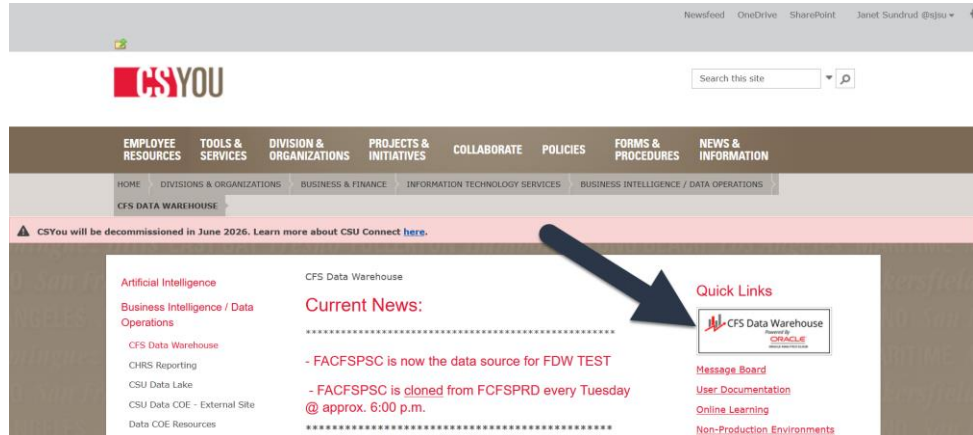 Newsfeed OneDrive SharePoint Janet Sundrud @sjsu
CSYOU
Search this site
EMPLOYEE RESOURCES
TOOLS & SERVICES
DIVISION & ORGANIZATIONS
PROJECTS & INITIATIVES
COLLABORATE
POLICIES
FORMS & PROCEDURES
NEWS & INFORMATION
HOME DIVISIONS & ORGANIZATIONS BUSINESS & FINANCE INFORMATION TECHNOLOGY SERVICES BUSINESS INTELLIGENCE / DATA OPERATIONS
CFS DATA WAREHOUSE
CSYou will be decommissioned in June 2026. Learn more about CSU Connect here.
Artificial Intelligence
Business Intelligence / Data
Operations
CFS Data Warehouse
CHRS Reporting
CSU Data Lake
CSU Data COE - External Site
Data COE Resources
CFS Data Warehouse
Current News:
*****************************************************
- FACFSPSC is now the data source for FDW TEST
- FACFSPSC is cloned from FCFSPRD every Tuesday
@ approx. 6:00 p.m.
*****************************************************
Quick Links
CFS Data Warehouse
Powered By
ORACLE
Message Board
User Documentation
Online Learning
Non-Production Environments